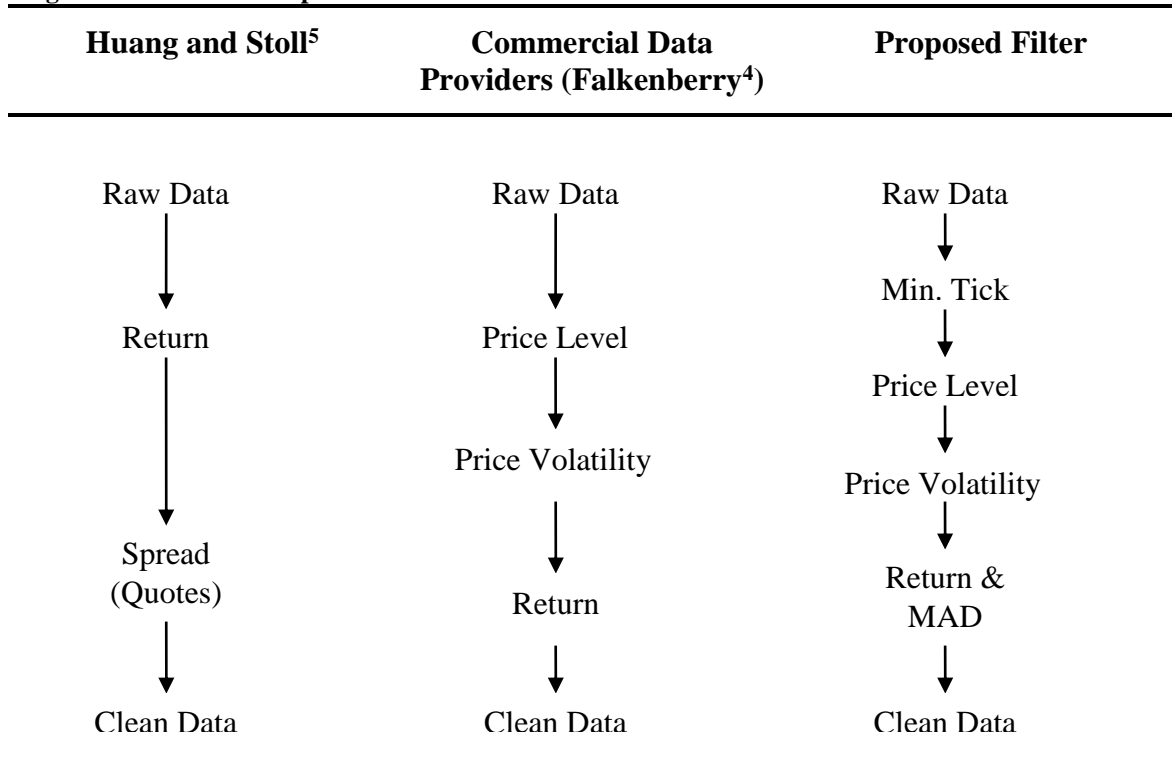 Huang and Stoll⁵
Commercial Data
Providers (Falkenberry⁴)
Proposed Filter
Raw Data
Return
Spread
(Quotes)
Clean Data
Raw Data
Price Level
Price Volatility
Return
Clean Data
Raw Data
Min. Tick
Price Level
Price Volatility
Return &
MAD
Clean Data